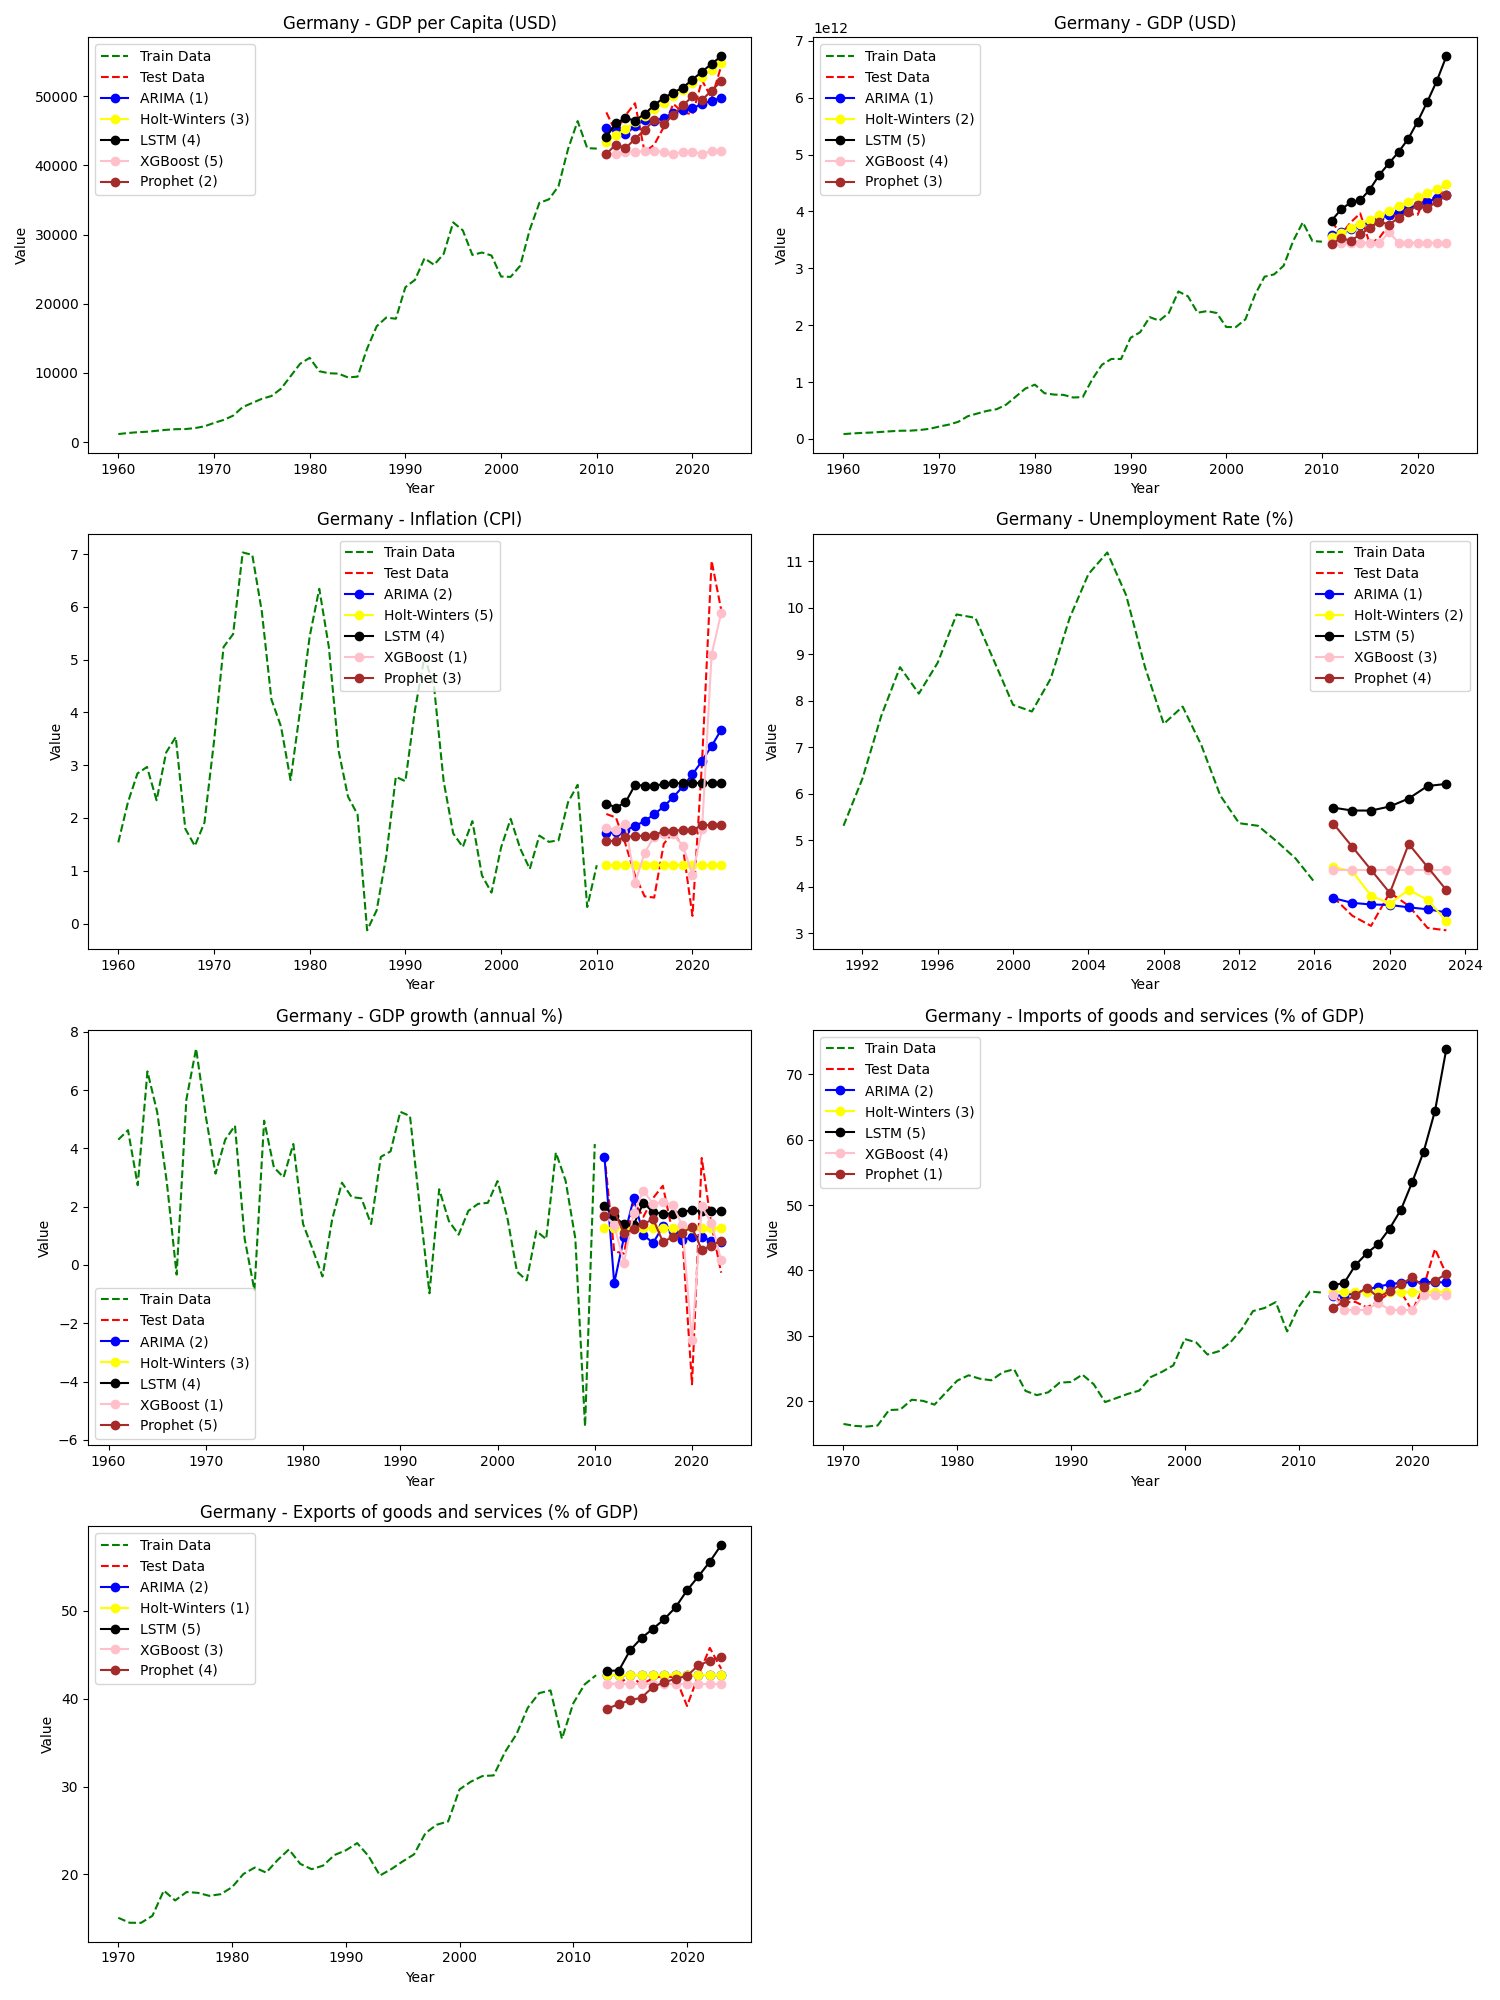 Germany - GDP per Capita (USD)
Train Data
Test Data
ARIMA (1)
Holt-Winters (3)
LSTM (4)
XGBoost (5)
Prophet (2)
50000
40000
30000
20000
10000
0
Value
1960 1970 1980 1990 2000 2010 2020
Year
Germany - GDP (USD)
1e12
Train Data
Test Data
ARIMA (1)
Holt-Winters (2)
LSTM (5)
XGBoost (4)
Prophet (3)
7
6
5
4
3
2
1
0
Value
1960 1970 1980 1990 2000 2010 2020
Year
Germany - Inflation (CPI)
Train Data
Test Data
ARIMA (2)
Holt-Winters (5)
LSTM (4)
XGBoost (1)
Prophet (3)
7
6
5
4
3
2
1
0
Value
1960 1970 1980 1990 2000 2010 2020
Year
Germany - Unemployment Rate (%)
Train Data
Test Data
ARIMA (1)
Holt-Winters (2)
LSTM (5)
XGBoost (3)
Prophet (4)
11
10
9
8
7
6
5
4
3
Value
1992 1996 2000 2004 2008 2012 2016 2020 2024
Year
Germany - GDP growth (annual %)
8
6
4
2
0
−2
−4
−6
Value
Train Data
Test Data
ARIMA (2)
Holt-Winters (3)
LSTM (4)
XGBoost (1)
Prophet (5)
1960 1970 1980 1990 2000 2010 2020
Year
Germany - Imports of goods and services (% of GDP)
Train Data
Test Data
ARIMA (2)
Holt-Winters (3)
LSTM (5)
XGBoost (4)
Prophet (1)
70
60
50
40
30
20
Value
1970 1980 1990 2000 2010 2020
Year
Germany - Exports of goods and services (% of GDP)
Train Data
Test Data
ARIMA (2)
Holt-Winters (1)
LSTM (5)
XGBoost (3)
Prophet (4)
50
40
30
20
Value
1970 1980 1990 2000 2010 2020
Year